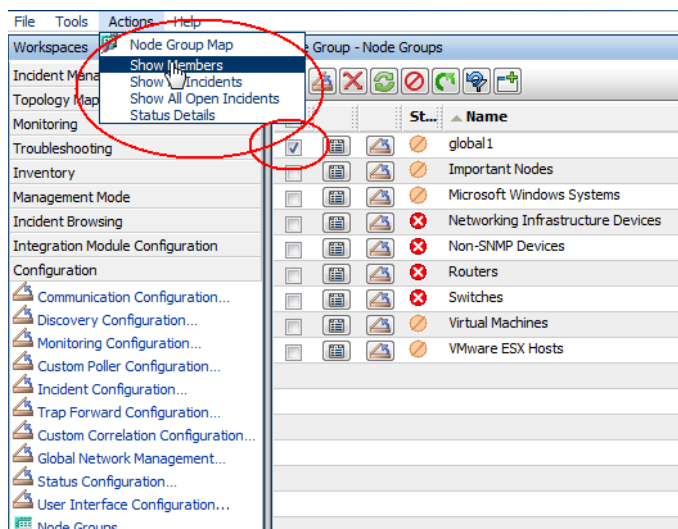 File Tools Actions Help
Workspaces
Node Group Map
Show Members
Show Incidents
Show All Open Incidents
Status Details
Group - Node Groups
Incident Mana
Topology Map
Monitoring
Troubleshooting
Inventory
Management Mode
Incident Browsing
Integration Module Configuration
Configuration
Communication Configuration...
Discovery Configuration...
Monitoring Configuration...
Custom Poller Configuration...
Incident Configuration...
Trap Forward Configuration...
Custom Correlation Configuration...
Global Network Management...
Status Configuration...
User Interface Configuration...
Node Groups
St... Name
global1
Important Nodes
Microsoft Windows Systems
Networking Infrastructure Devices
Non-SNMP Devices
Routers
Switches
Virtual Machines
VMware ESX Hosts